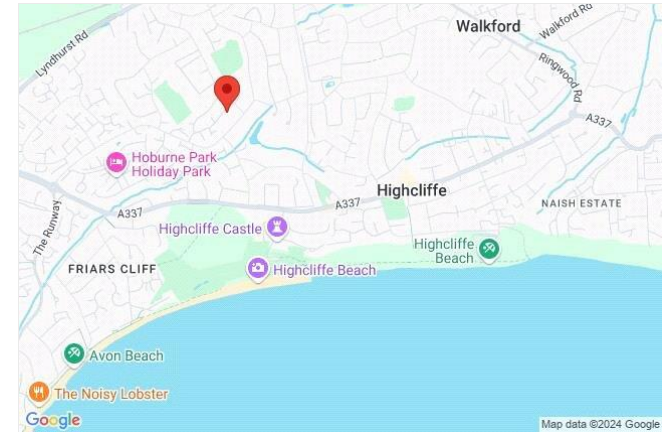 Walkford
Walkford Rd
Lyndhurst Rd
Ringwood Rd
A337
Hoburne Park
Holiday Park
Highcliffe
A337
NAISH ESTATE
A337
The Runway
Highcliffe Castle
Highcliffe
Beach
FRIARS CLIFF
Highcliffe Beach
Avon Beach
The Noisy Lobster
Google
Map data ©2024 Google